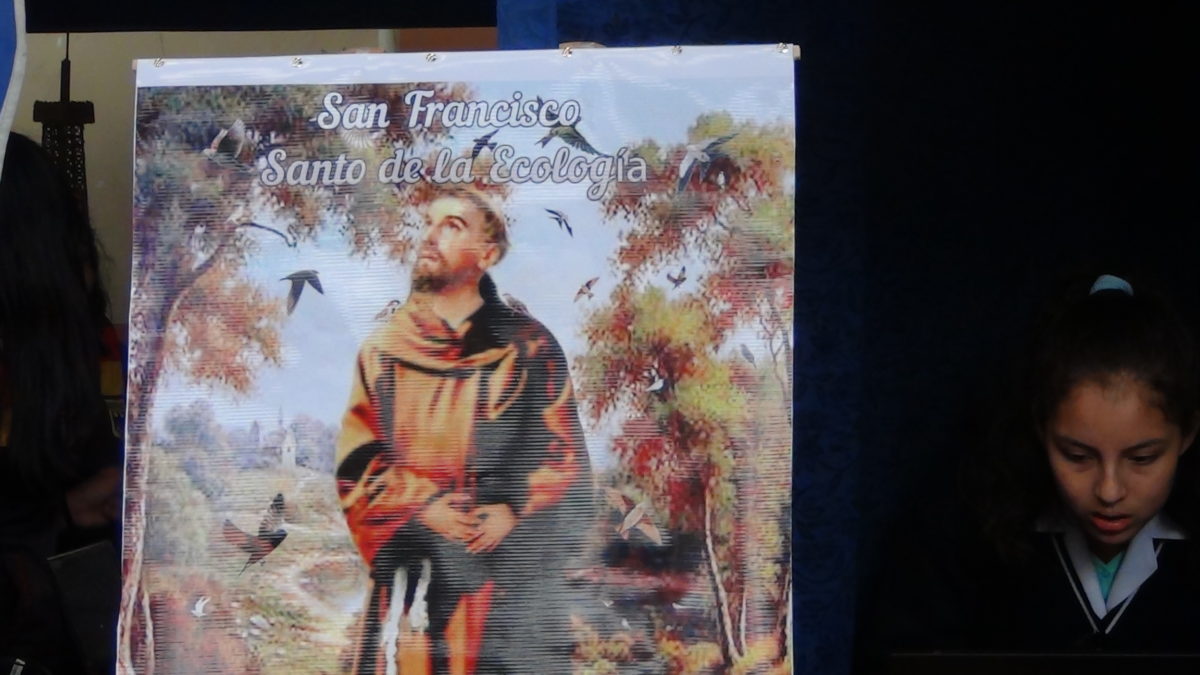 San Francisco
Santo de la Ecología